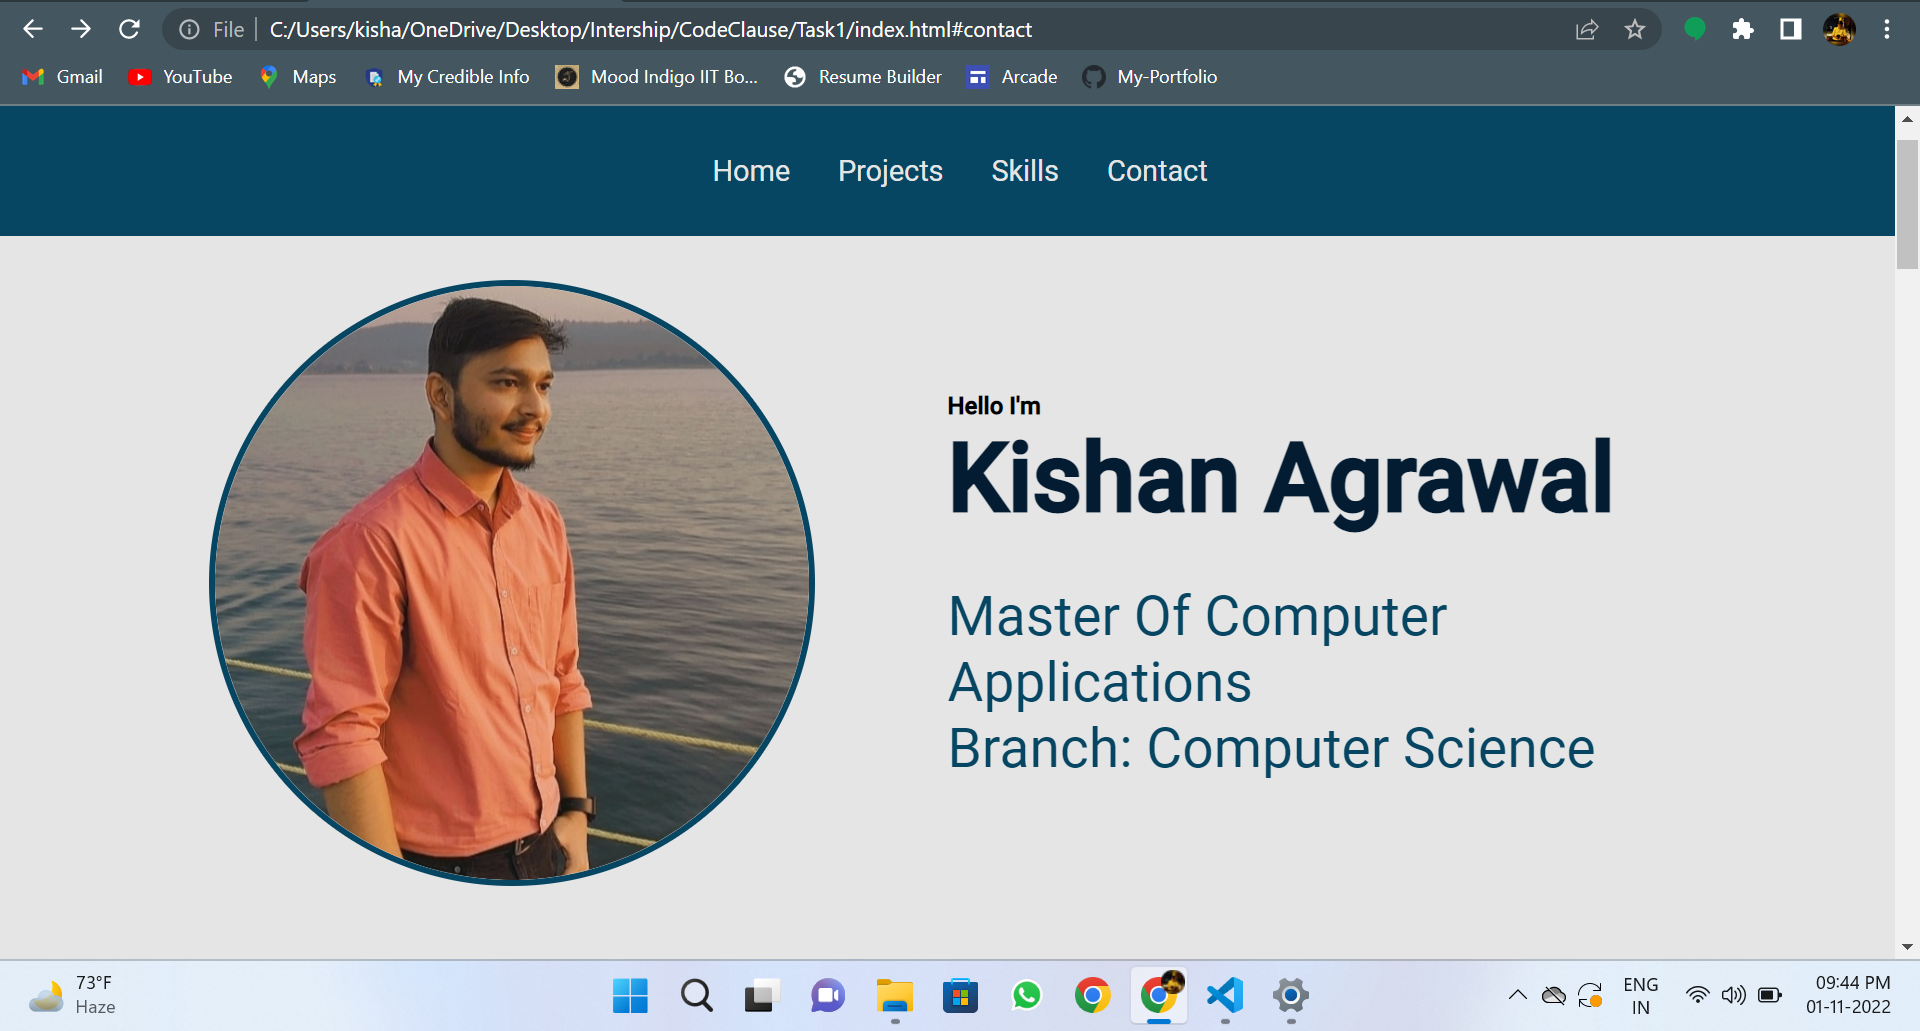 File C:/Users/kisha/OneDrive/Desktop/Intership/CodeClause/Task1/index.html#contact
Gmail YouTube Maps My Credible Info Mood Indigo IIT Bo... Resume Builder Arcade My-Portfolio
Home Projects Skills Contact
Hello I'm
Kishan Agrawal
Master Of Computer
Applications
Branch: Computer Science
73°F
Haze
ENG
IN
09:44 PM
01-11-2022